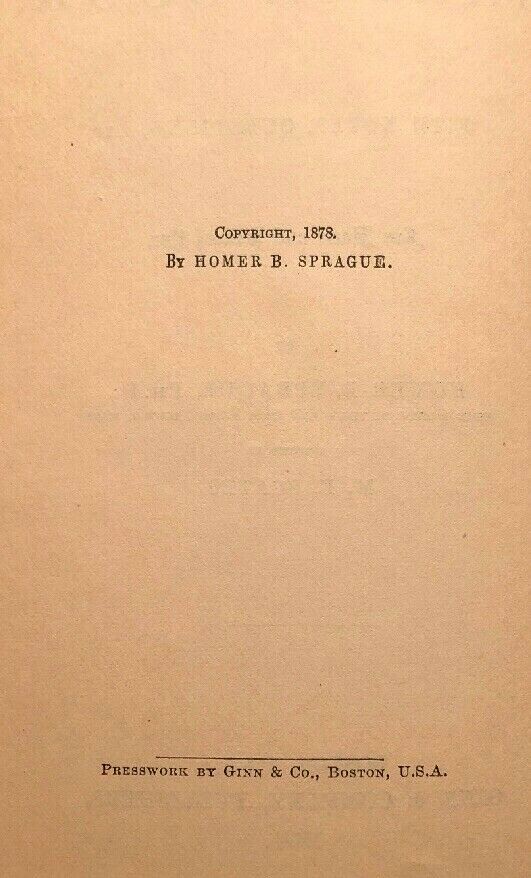 COPYRIGHT, 1878.
BY HOMER B. SPRAGUE.
PRESSWORK BY GINN & CO., BOSTON, U.S.A.